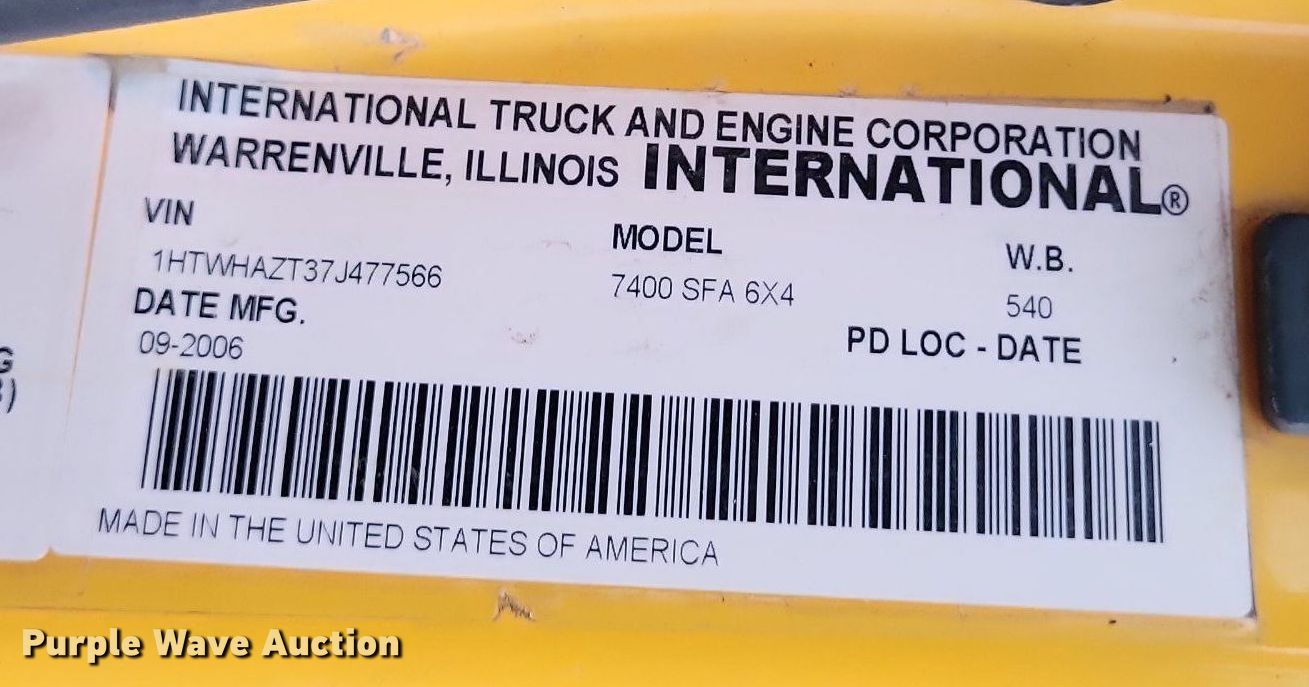 INTERNATIONAL TRUCK AND ENGINE CORPORATION
WARRENVILLE, ILLINOIS INTERNATIONAL®
VIN MODEL W.B.
1HTWHAZT37J477566 7400 SFA 6X4 540
DATE MFG. PD LOC - DATE
09-2006
MADE IN THE UNITED STATES OF AMERICA
Purple Wave Auction